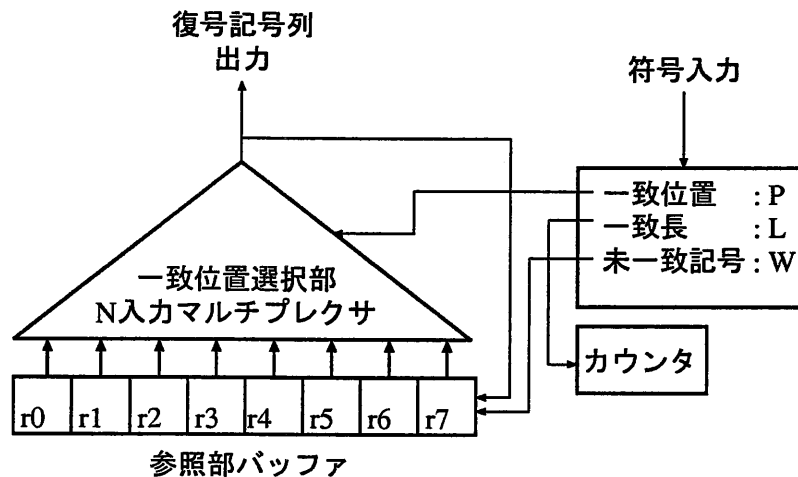 復号記号列
出力
符号入力
一致位置 : P
一致長 : L
未一致記号 : W
一致位置選択部
N入力マルチプレクサ
カウンタ
r0 r1 r2 r3 r4 r5 r6 r7
参照部バッファ